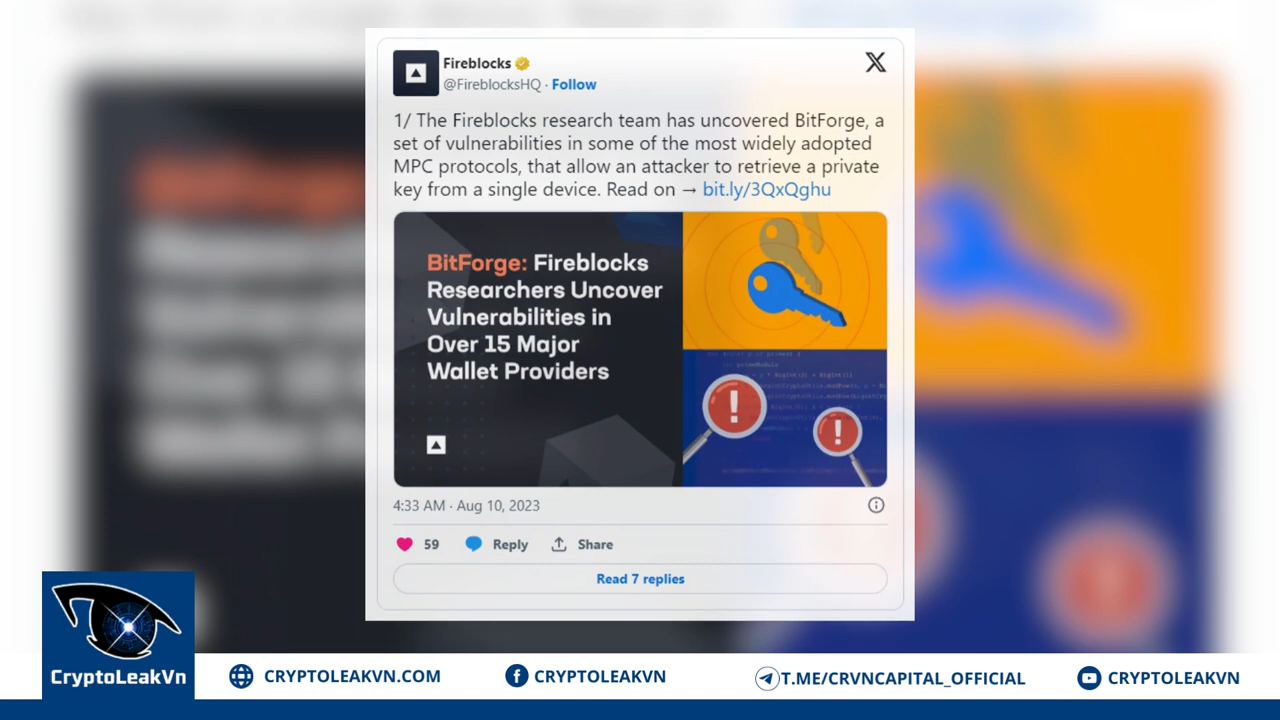 Fireblocks
@FireblocksHQ · Follow
1/ The Fireblocks research team has uncovered BitForge, a
set of vulnerabilities in some of the most widely adopted
MPC protocols, that allow an attacker to retrieve a private
key from a single device. Read on → bit.ly/3QxQghu
BitForge: Fireblocks
Researchers Uncover
Vulnerabilities in
Over 15 Major
Wallet Providers
4:33 AM · Aug 10, 2023
59 Reply Share
Read 7 replies
CryptoLeakVn
CRYPTOLEAKVN.COM
CRYPTOLEAKVN
T.ME/CRVNCAPITAL_OFFICIAL
CRYPTOLEAKVN